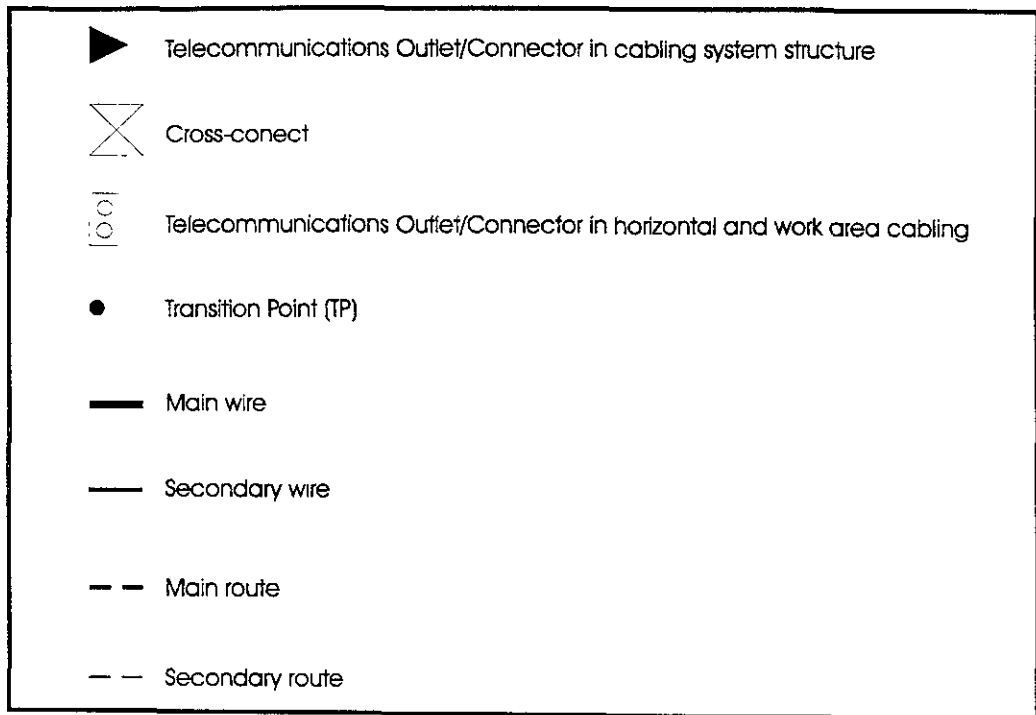 Telecommunications Outlet/Connector in cabling system structure
Cross-conect
Telecommunications Outlet/Connector in horizontal and work area cabling
Transition Point (TP)
Main wire
Secondary wire
Main route
Secondary route